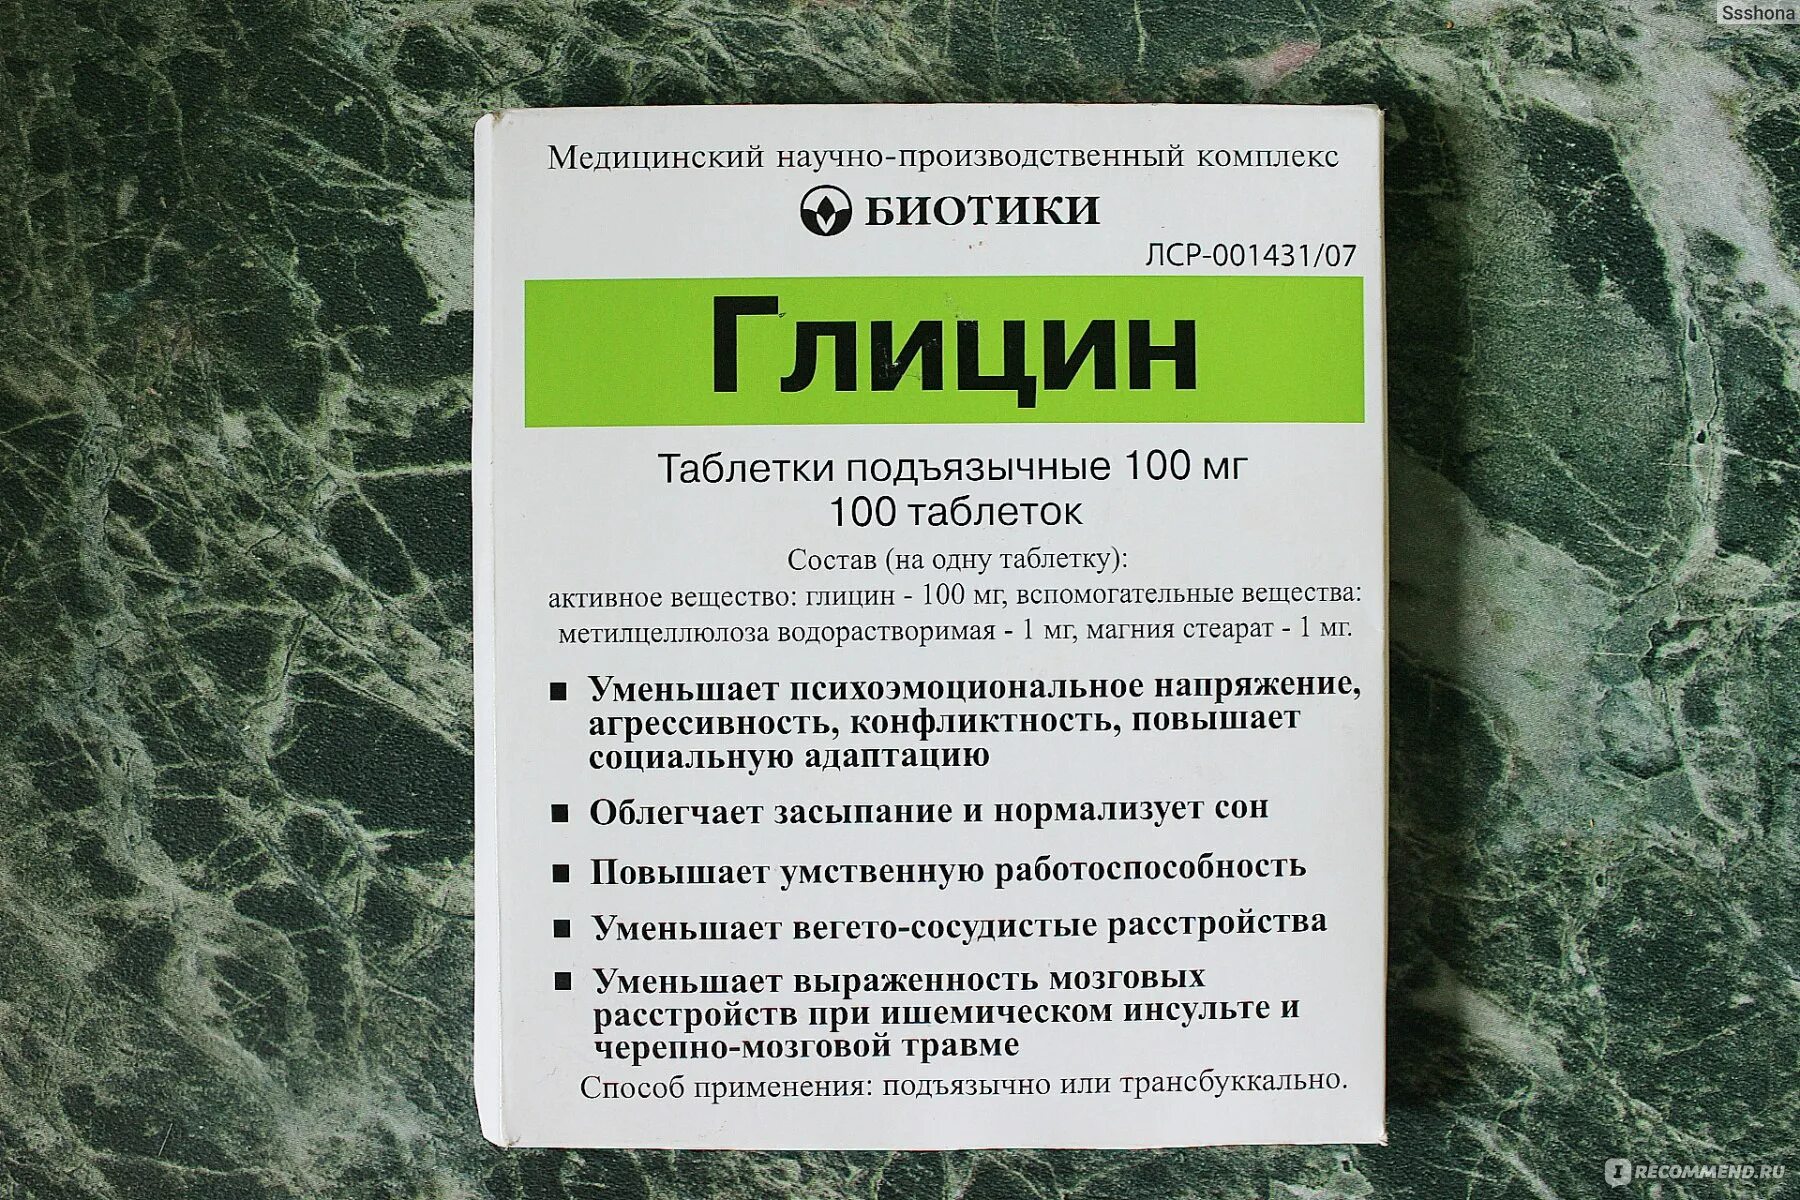 Ssshona
Медицинский научно-производственный комплекс
БИОТИКИ
ЛСР-001431/07
Глицин
Таблетки подъязычные 100 мг
100 таблеток
Состав (на одну таблетку):
активное вещество: глицин - 100 мг, вспомогательные вещества:
метилцеллюлоза водорастворимая - 1 мг, магния стеарат - 1 мг.
■ Уменьшает психоэмоциональное напряжение,
агрессивность, конфликтность, повышает
социальную адаптацию
■ Облегчает засыпание и нормализует сон
■ Повышает умственную работоспособность
■ Уменьшает вегето-сосудистые расстройства
■ Уменьшает выраженность мозговых
расстройств при ишемическом инсульте и
черепно-мозговой травме
Способ применения: подъязычно или трансбуккально.
RECOMMEND.RU